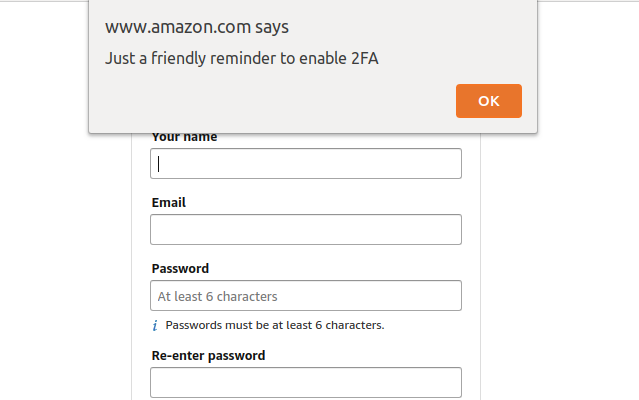 www.amazon.com says
Just a friendly reminder to enable 2FA
OK
Your name
Email
Password
At least 6 characters
i Passwords must be at least 6 characters.
Re-enter password